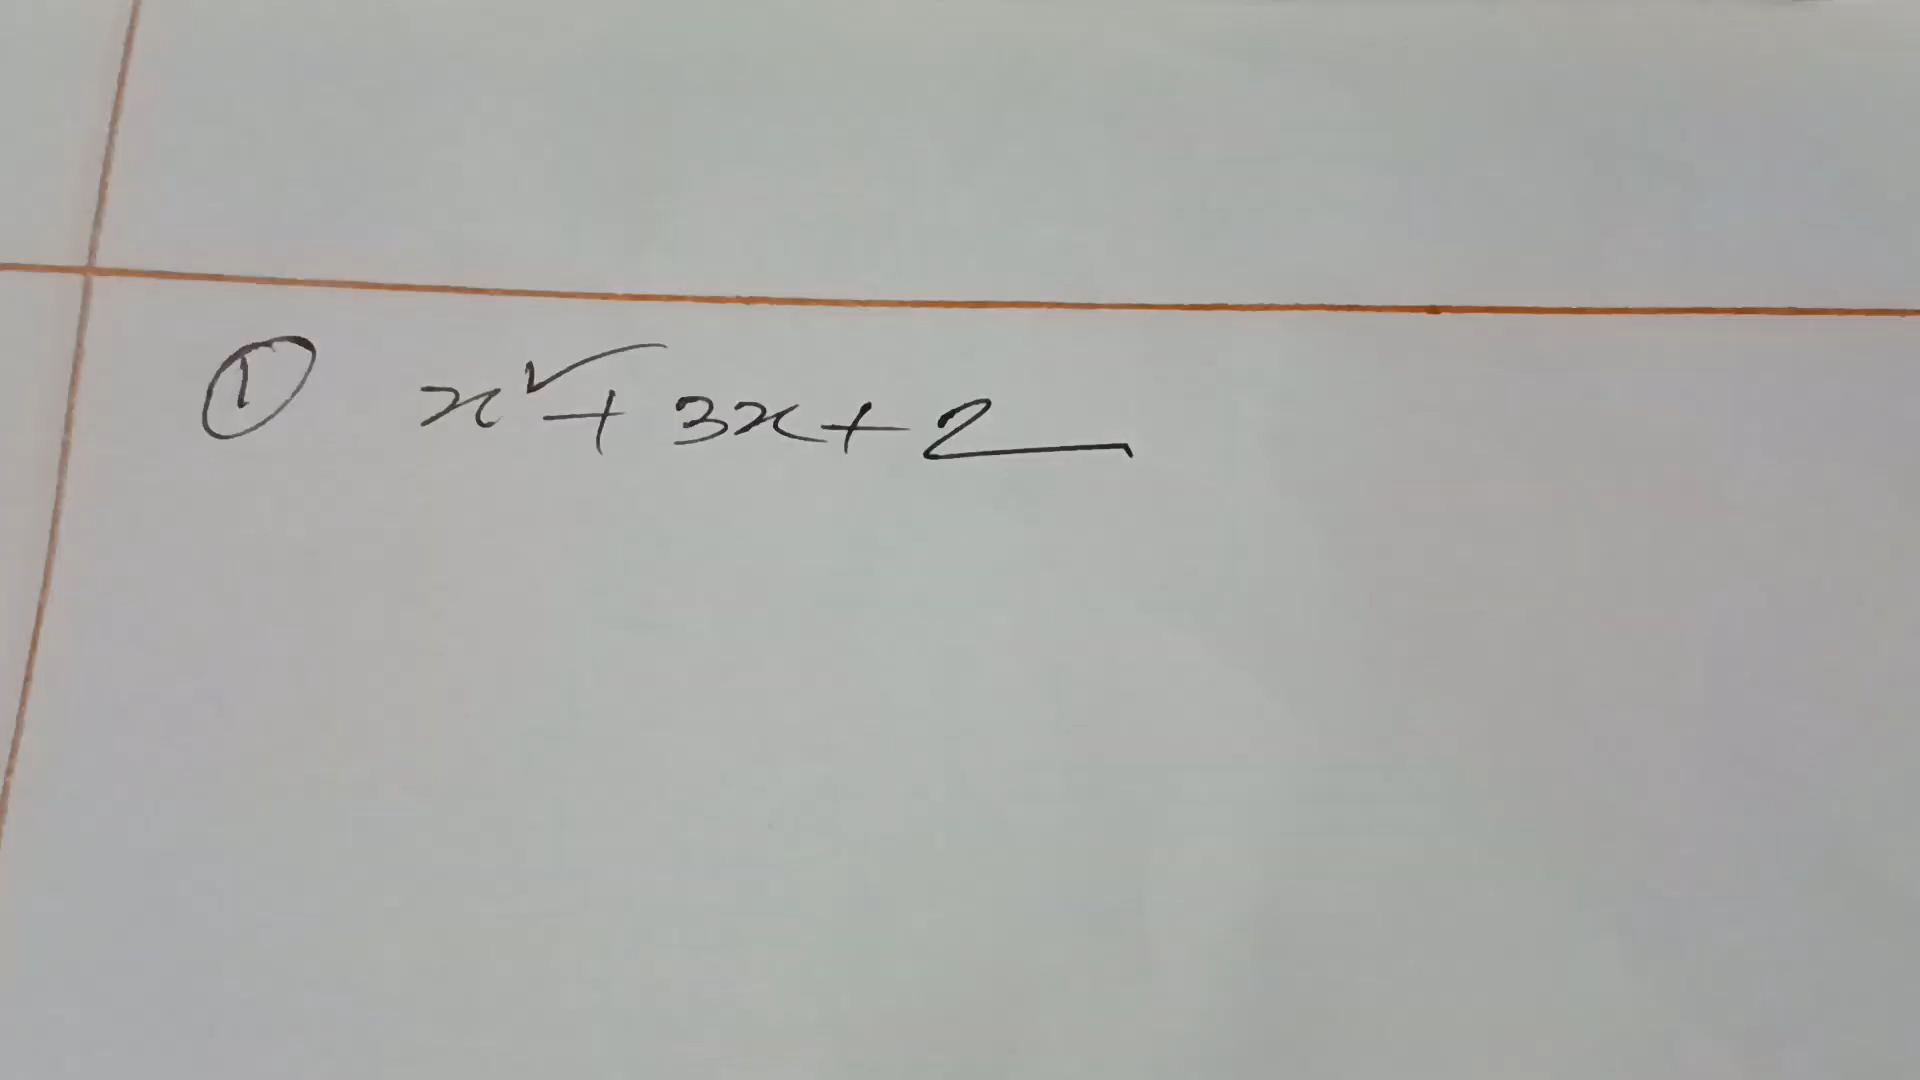 ① x² + 3x + 2